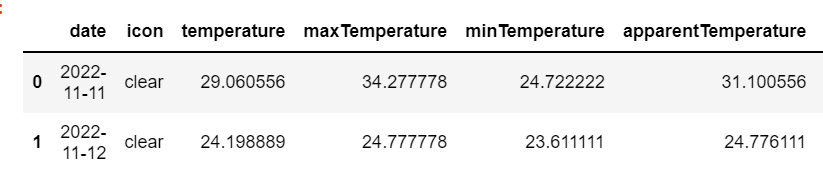 :
date icon temperature maxTemperature minTemperature apparentTemperature
0 2022-11-11 clear 29.060556 34.277778 24.722222 31.100556
1 2022-11-12 clear 24.198889 24.777778 23.611111 24.776111